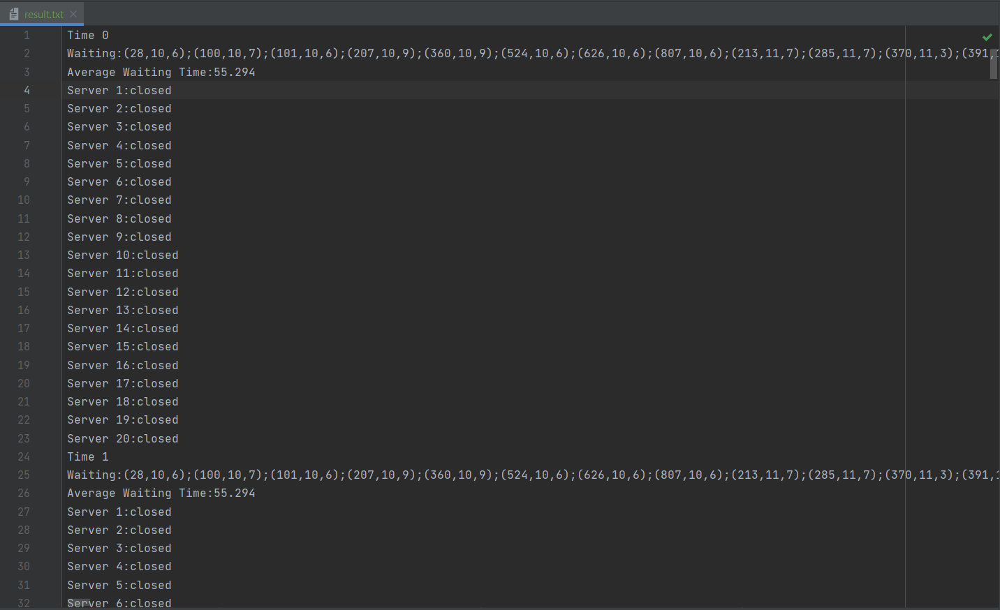 result.txt
1 Time 0
2 Waiting:(28,10,6);(100,10,7);(101,10,6);(207,10,9);(360,10,9);(524,10,6);(626,10,6);(807,10,6);(213,11,7);(285,11,7);(370,11,3);(391,1
3 Average Waiting Time:55.294
4 Server 1:closed
5 Server 2:closed
6 Server 3:closed
7 Server 4:closed
8 Server 5:closed
9 Server 6:closed
10 Server 7:closed
11 Server 8:closed
12 Server 9:closed
13 Server 10:closed
14 Server 11:closed
15 Server 12:closed
16 Server 13:closed
17 Server 14:closed
18 Server 15:closed
19 Server 16:closed
20 Server 17:closed
21 Server 18:closed
22 Server 19:closed
23 Server 20:closed
24 Time 1
25 Waiting:(28,10,6);(100,10,7);(101,10,6);(207,10,9);(360,10,9);(524,10,6);(626,10,6);(807,10,6);(213,11,7);(285,11,7);(370,11,3);(391,1
26 Average Waiting Time:55.294
27 Server 1:closed
28 Server 2:closed
29 Server 3:closed
30 Server 4:closed
31 Server 5:closed
32 Server 6:closed